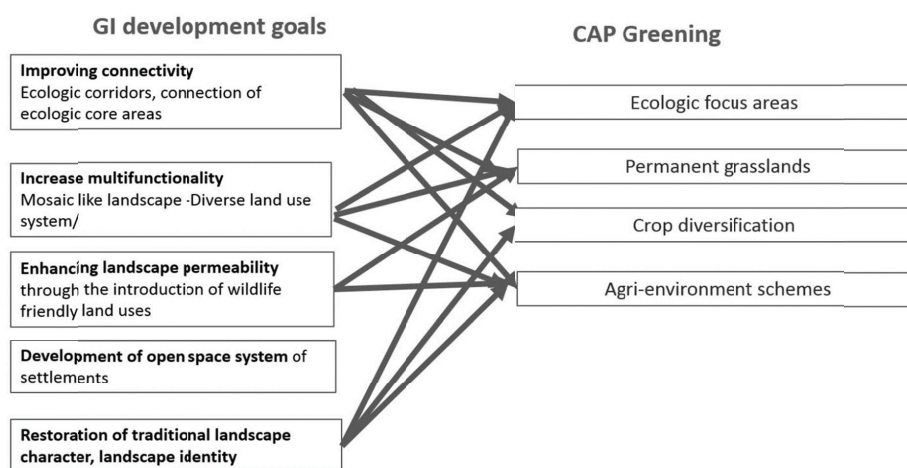 GI development goals
CAP Greening
Improving connectivity
Ecologic corridors, connection of
ecologic core areas
Increase multifunctionality
Mosaic like landscape -Diverse land use
system/
Enhancing landscape permeability
through the introduction of wildlife
friendly land uses
Development of open space system of
settlements
Restoration of traditional landscape
character, landscape identity
Ecologic focus areas
Permanent grasslands
Crop diversification
Agri-environment schemes